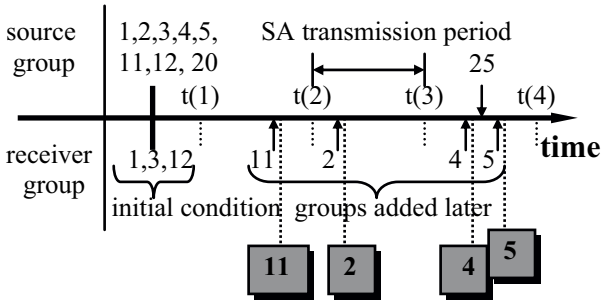 source group
1,2,3,4,5, 11,12, 20
SA transmission period
25
t(1)
t(2)
t(3)
t(4)
time
receiver group
1,3,12
11
2
4
5
initial condition
groups added later
11
2
4
5